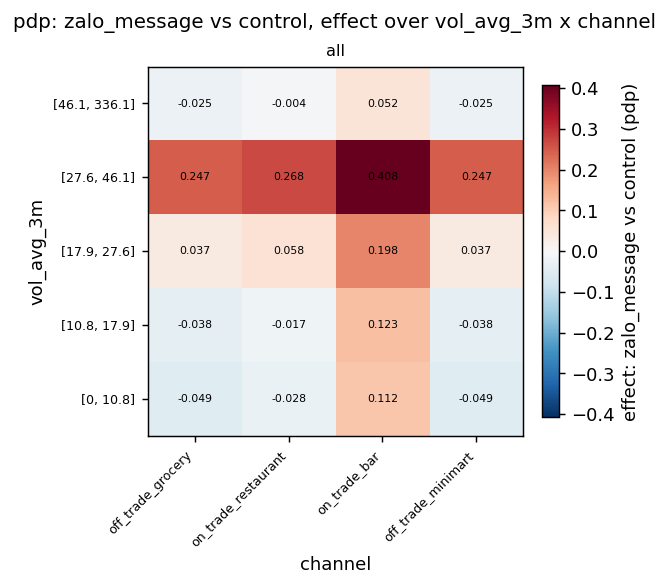 pdp: zalo_message vs control, effect over vol_avg_3m x channel
all
vol_avg_3m
[46.1, 336.1] -0.025 -0.004 0.052 -0.025
[27.6, 46.1] 0.247 0.268 0.408 0.247
[17.9, 27.6] 0.037 0.058 0.198 0.037
[10.8, 17.9] -0.038 -0.017 0.123 -0.038
[0, 10.8] -0.049 -0.028 0.112 -0.049
off_trade_grocery on_trade_restaurant on_trade_bar off_trade_minimart
channel
0.4
0.3
0.2
0.1
0.0
−0.1
−0.2
−0.3
−0.4
effect: zalo_message vs control (pdp)